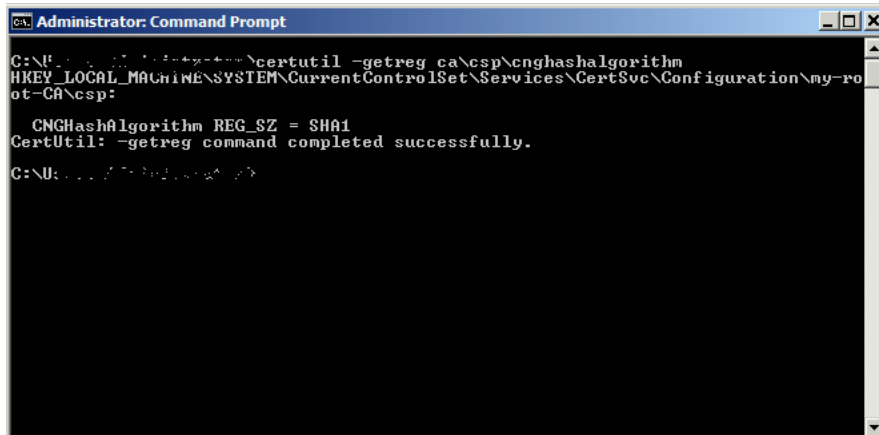 Administrator: Command Prompt
C:\U>certutil -getreg ca\csp\cnghashalgorithm
HKEY_LOCAL_MACHINE\SYSTEM\CurrentControlSet\Services\CertSvc\Configuration\my-ro
ot-CA\csp:
CNGHashAlgorithm REG_SZ = SHA1
CertUtil: -getreg command completed successfully.
C:\U